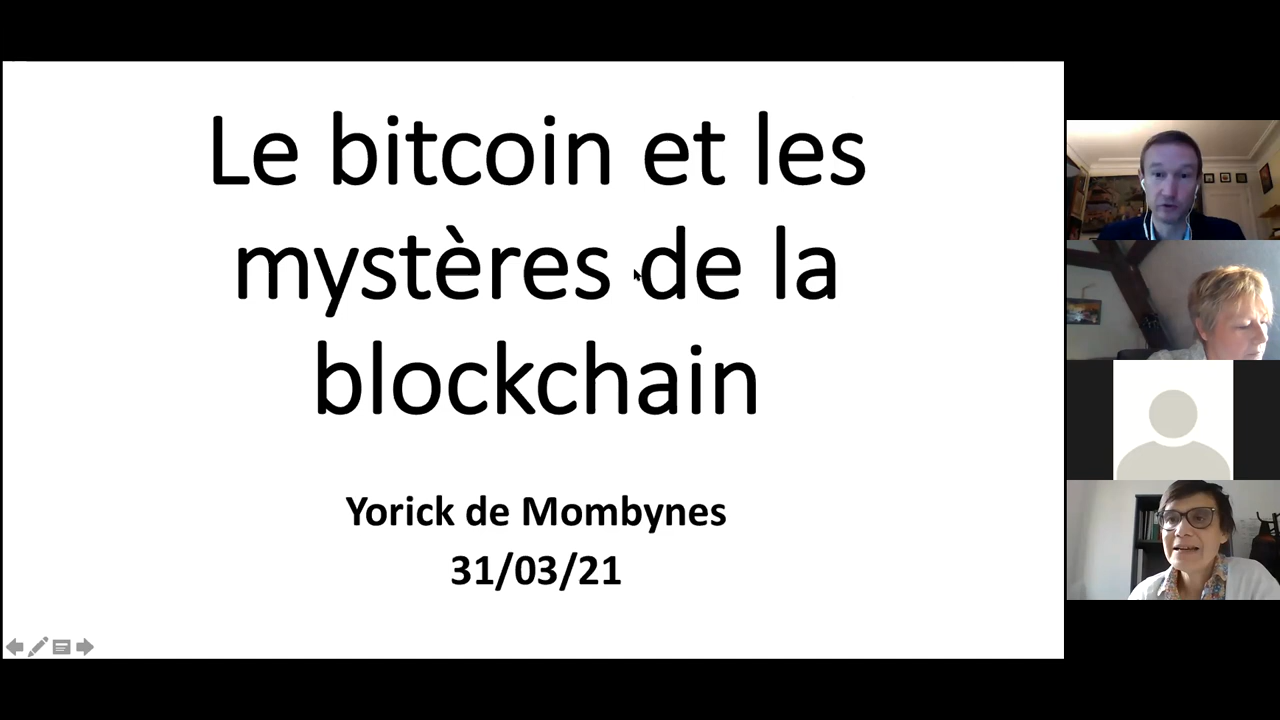 Le bitcoin et les
mystères de la
blockchain
Yorick de Mombynes
31/03/21